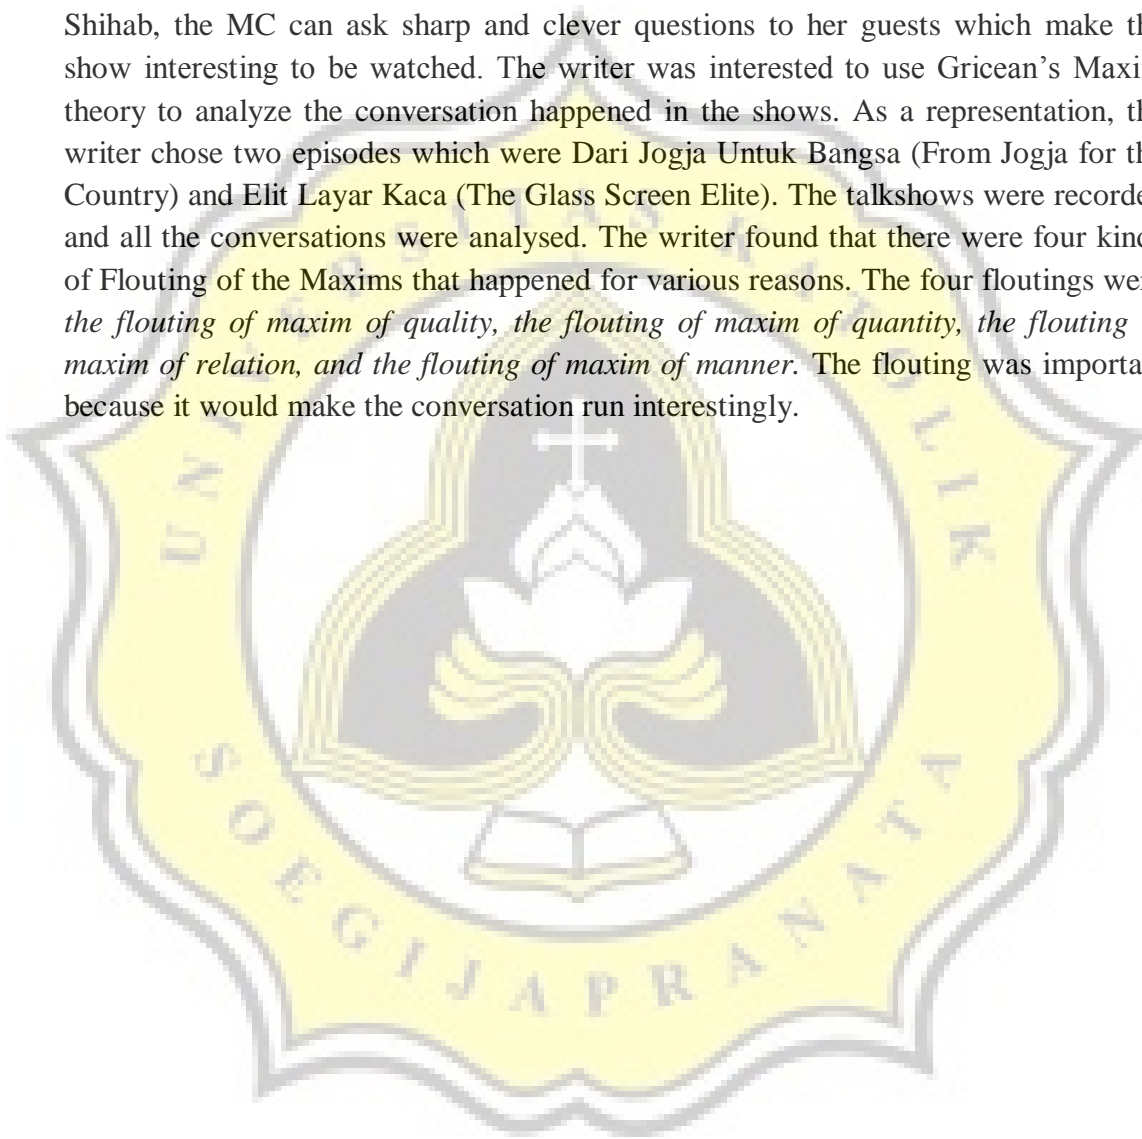 Shihab, the MC can ask sharp and clever questions to her guests which make th
show interesting to be watched. The writer was interested to use Gricean’s Maxi
theory to analyze the conversation happened in the shows. As a representation, th
writer chose two episodes which were Dari Jogja Untuk Bangsa (From Jogja for th
Country) and Elit Layar Kaca (The Glass Screen Elite). The talkshows were recorde
and all the conversations were analysed. The writer found that there were four kind
of Flouting of the Maxims that happened for various reasons. The four floutings wer
the flouting of maxim of quality, the flouting of maxim of quantity, the flouting
maxim of relation, and the flouting of maxim of manner. The flouting was importa
because it would make the conversation run interestingly.
UNIVERSITAS KATOLIK
SOEGIJAPRANATA